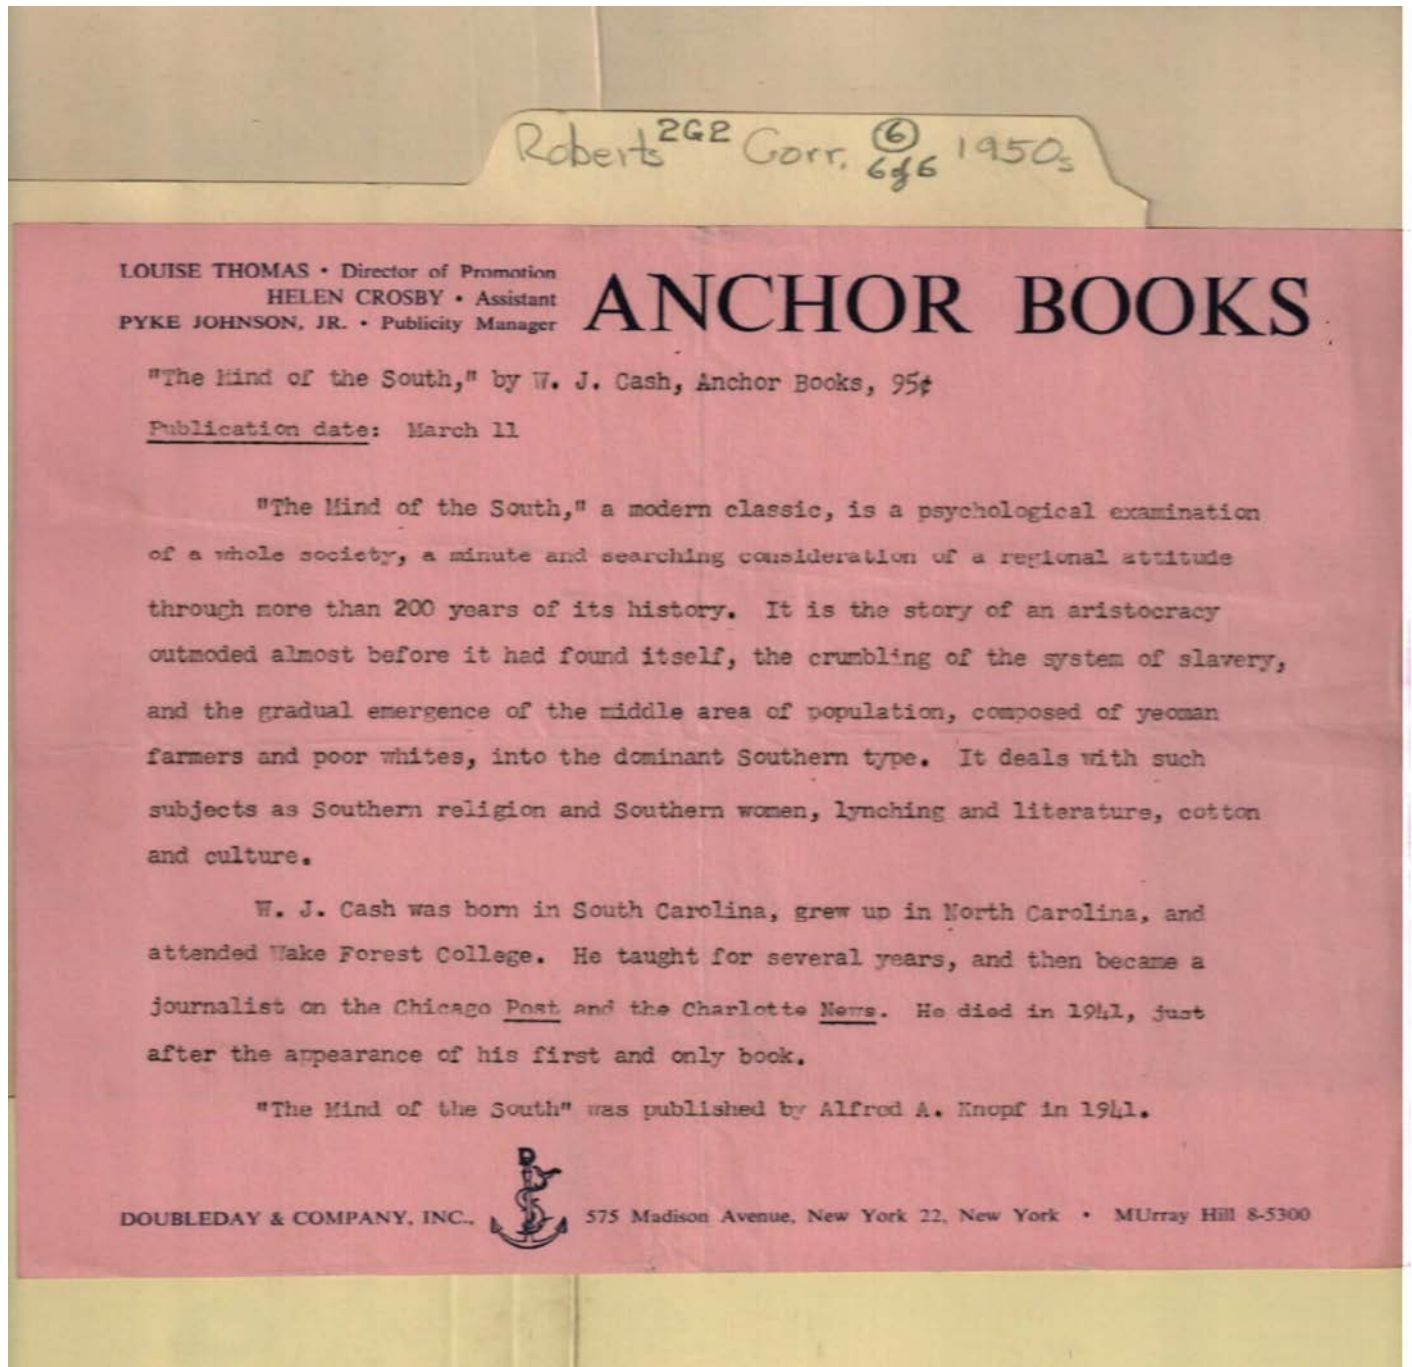 Roberts 2G2 Corr. 6 6 of 6 1950s
LOUISE THOMAS • Director of Promotion
HELEN CROSBY • Assistant
PYKE JOHNSON, JR. • Publicity Manager
ANCHOR BOOKS
"The Mind of the South," by W. J. Cash, Anchor Books, 95¢
Publication date: March 11
"The Mind of the South," a modern classic, is a psychological examination
of a whole society, a minute and searching consideration of a regional attitude
through more than 200 years of its history. It is the story of an aristocracy
outmoded almost before it had found itself, the crumbling of the system of slavery,
and the gradual emergence of the middle area of population, composed of yeoman
farmers and poor whites, into the dominant Southern type. It deals with such
subjects as Southern religion and Southern women, lynching and literature, cotton
and culture.
W. J. Cash was born in South Carolina, grew up in North Carolina, and
attended Wake Forest College. He taught for several years, and then became a
journalist on the Chicago Post and the Charlotte News. He died in 1941, just
after the appearance of his first and only book.
"The Mind of the South" was published by Alfred A. Knopf in 1941.
DOUBLEDAY & COMPANY, INC., 575 Madison Avenue, New York 22, New York • MUrray Hill 8-5300